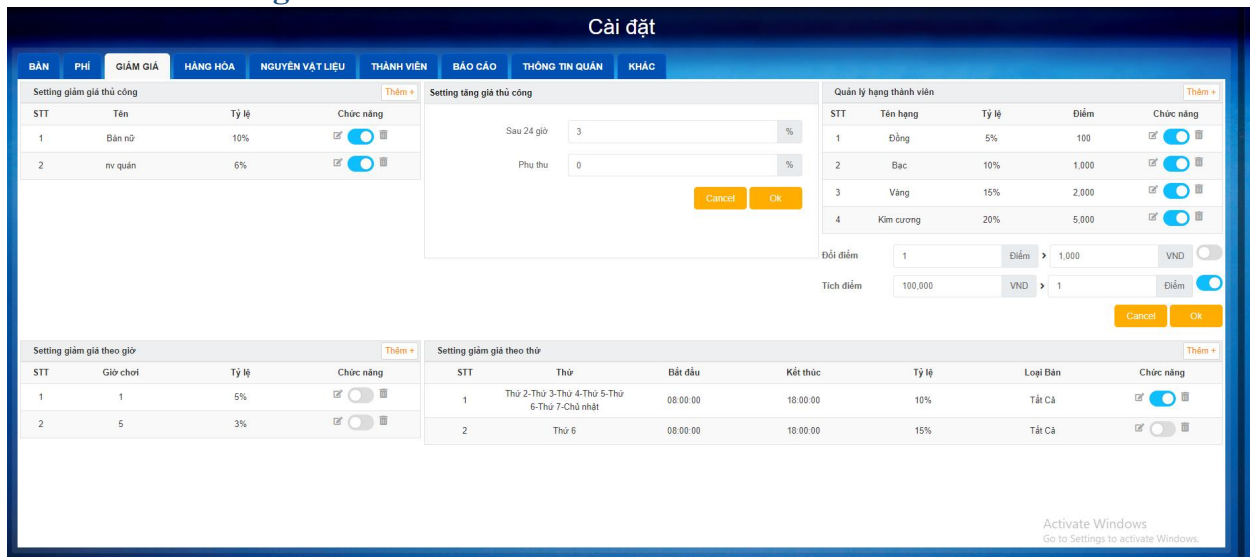 Cài đặt
BÀN PHÍ GIẢM GIÁ HÀNG HÓA NGUYÊN VẬT LIỆU THÀNH VIÊN BÁO CÁO THÔNG TIN QUÁN KHÁC
Setting giảm giá thủ công Thêm +
STT Tên Tỷ lệ Chức năng
1 Bàn nữ 10%
2 nv quán 6%
Setting tăng giá thủ công
Sau 24 giờ 3 %
Phụ thu 0 %
Cancel Ok
Quản lý hạng thành viên Thêm +
STT Tên hạng Tỷ lệ Điểm Chức năng
1 Đồng 5% 100
2 Bạc 10% 1,000
3 Vàng 15% 2,000
4 Kim cương 20% 5,000
Đổi điểm 1 Điểm > 1,000 VND
Tích điểm 100,000 VND > 1 Điểm
Cancel Ok
Setting giảm giá theo giờ Thêm +
STT Giờ chơi Tỷ lệ Chức năng
1 1 5%
2 5 3%
Setting giảm giá theo thứ Thêm +
STT Thứ Bắt đầu Kết thúc Tỷ lệ Loại Bàn Chức năng
1 Thứ 2-Thứ 3-Thứ 4-Thứ 5-Thứ
6-Thứ 7-Chủ nhật 08:00:00 18:00:00 10% Tất Cả
2 Thứ 6 08:00:00 18:00:00 15% Tất Cả
Activate Windows
Go to Settings to activate Windows.